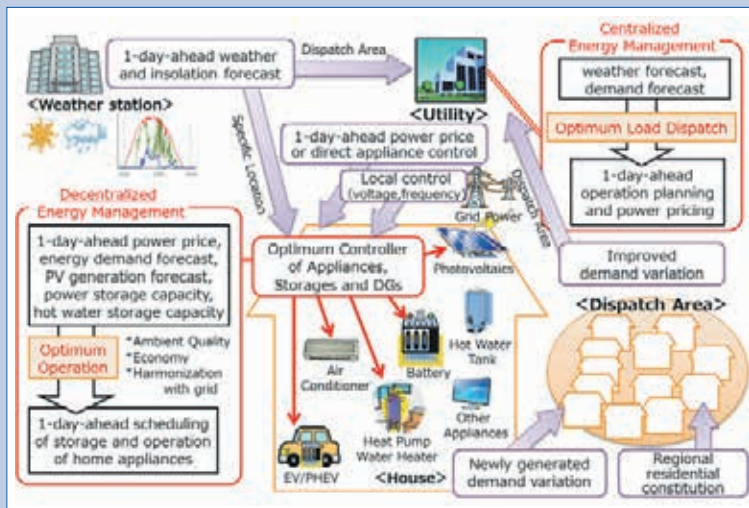 1-day-ahead weather
and insolation forecast
Dispatch Area
<Weather station>
<Utility>
Centralized
Energy Management
weather forecast,
demand forecast
Optimum Load Dispatch
1-day-ahead
operation planning
and power pricing
Specific Location
1-day-ahead power price
or direct appliance control
Local control
(voltage,frequency)
Grid Power
Dispatch Area
Improved
demand variation
Decentralized
Energy Management
1-day-ahead power price,
energy demand forecast,
PV generation forecast,
power storage capacity,
hot water storage capacity
Optimum
Operation
*Ambient Quality
*Economy
*Harmonization
with grid
1-day-ahead scheduling
of storage and operation
of home appliances
Optimum Controller
of Appliances,
Storages and DGs
Photovoltaics
Air
Conditioner
Battery
Hot Water
Tank
EV/PHEV
Heat Pump
Water Heater
Other
Appliances
<House>
<Dispatch Area>
Newly generated
demand variation
Regional
residential
constitution